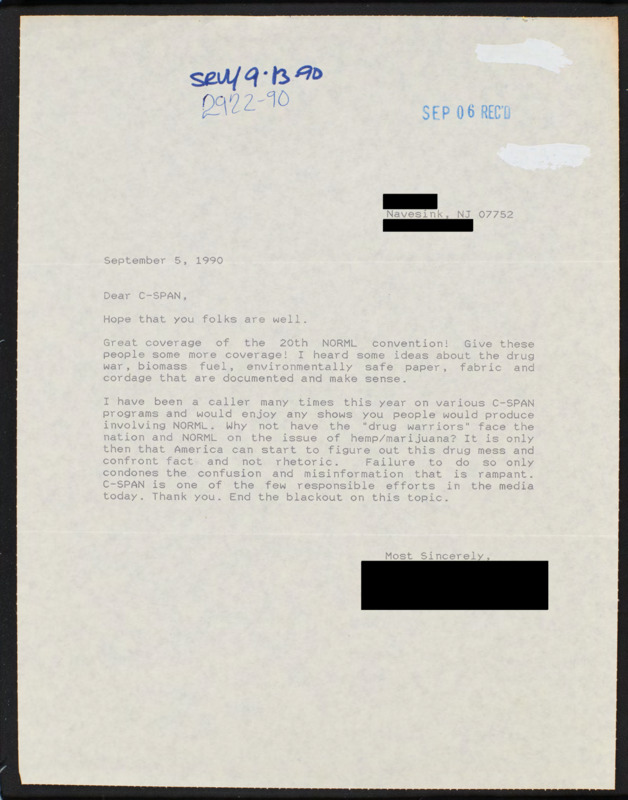 9·13·90
2922-90
SEP 06 REC'D
Navesink, NJ 07752
September 5, 1990
Dear C-SPAN,
Hope that you folks are well.
Great coverage of the 20th NORML convention! Give these
people some more coverage! I heard some ideas about the drug
war, biomass fuel, environmentally safe paper, fabric and
cordage that are documented and make sense.
I have been a caller many times this year on various C-SPAN
programs and would enjoy any shows you people would produce
involving NORML. Why not have the "drug warriors" face the
nation and NORML on the issue of hemp/marijuana? It is only
then that America can start to figure out this drug mess and
confront fact and not rhetoric. Failure to do so only
condones the confusion and misinformation that is rampant.
C-SPAN is one of the few responsible efforts in the media
today. Thank you. End the blackout on this topic.
Most Sincerely,